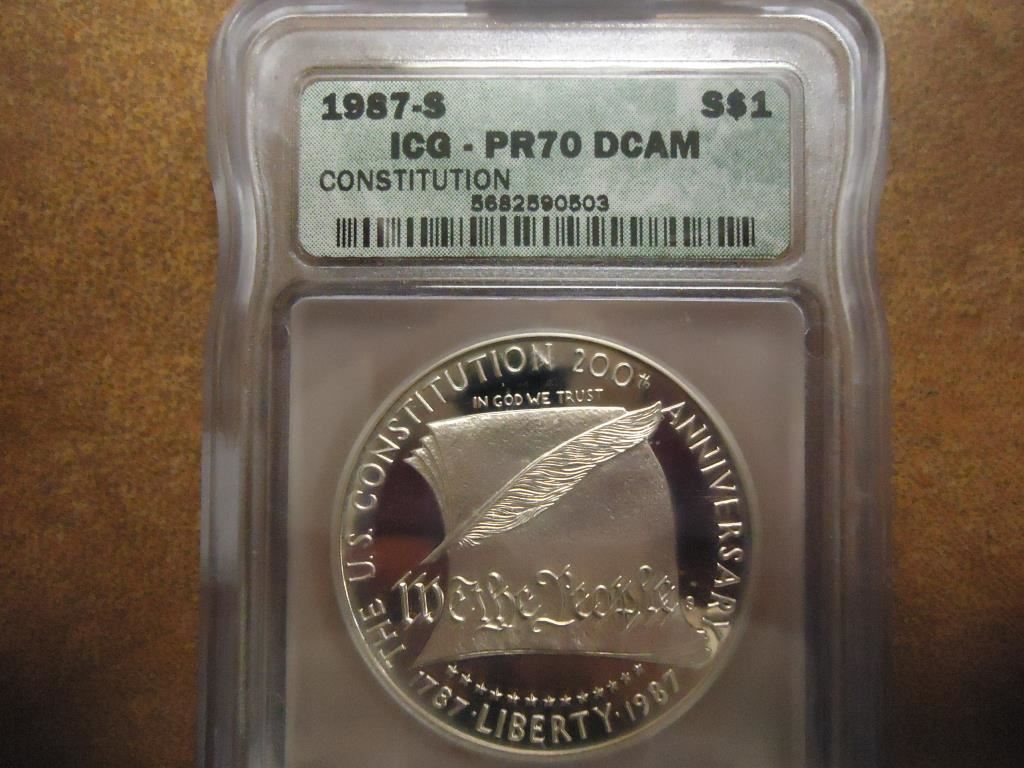 1987-S S$1
ICG - PR70 DCAM
CONSTITUTION
5682590503
THE U.S. CONSTITUTION 200th ANNIVERSARY
IN GOD WE TRUST
We the People
S
1787 · LIBERTY · 1987